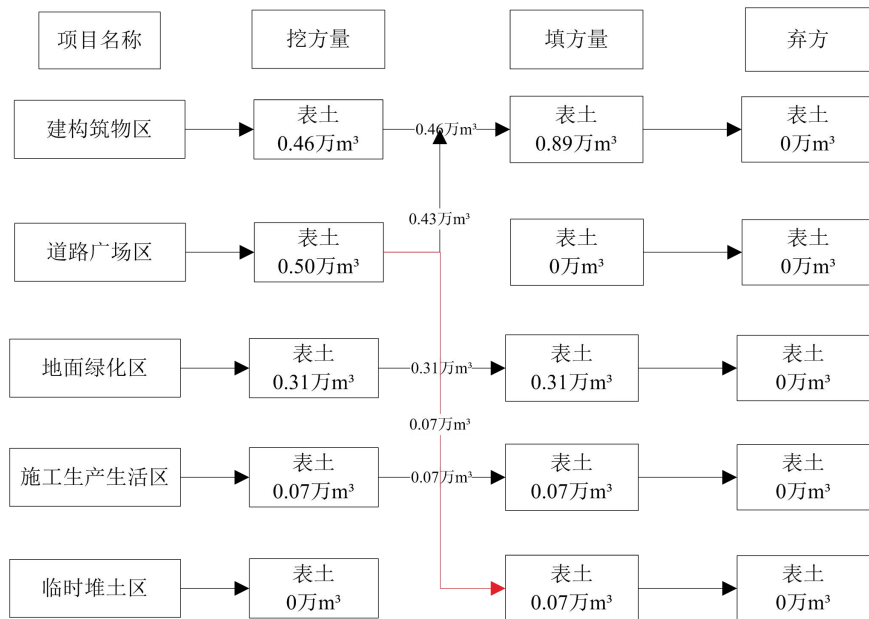 项目名称
挖方量
填方量
弃方
建构筑物区
表土
0.46万m³
0.46万m³
表土
0.89万m³
表土
0万m³
0.43万m³
道路广场区
表土
0.50万m³
表土
0万m³
表土
0万m³
地面绿化区
表土
0.31万m³
0.31万m³
表土
0.31万m³
表土
0万m³
0.07万m³
施工生产生活区
表土
0.07万m³
0.07万m³
表土
0.07万m³
表土
0万m³
临时堆土区
表土
0万m³
表土
0.07万m³
表土
0万m³